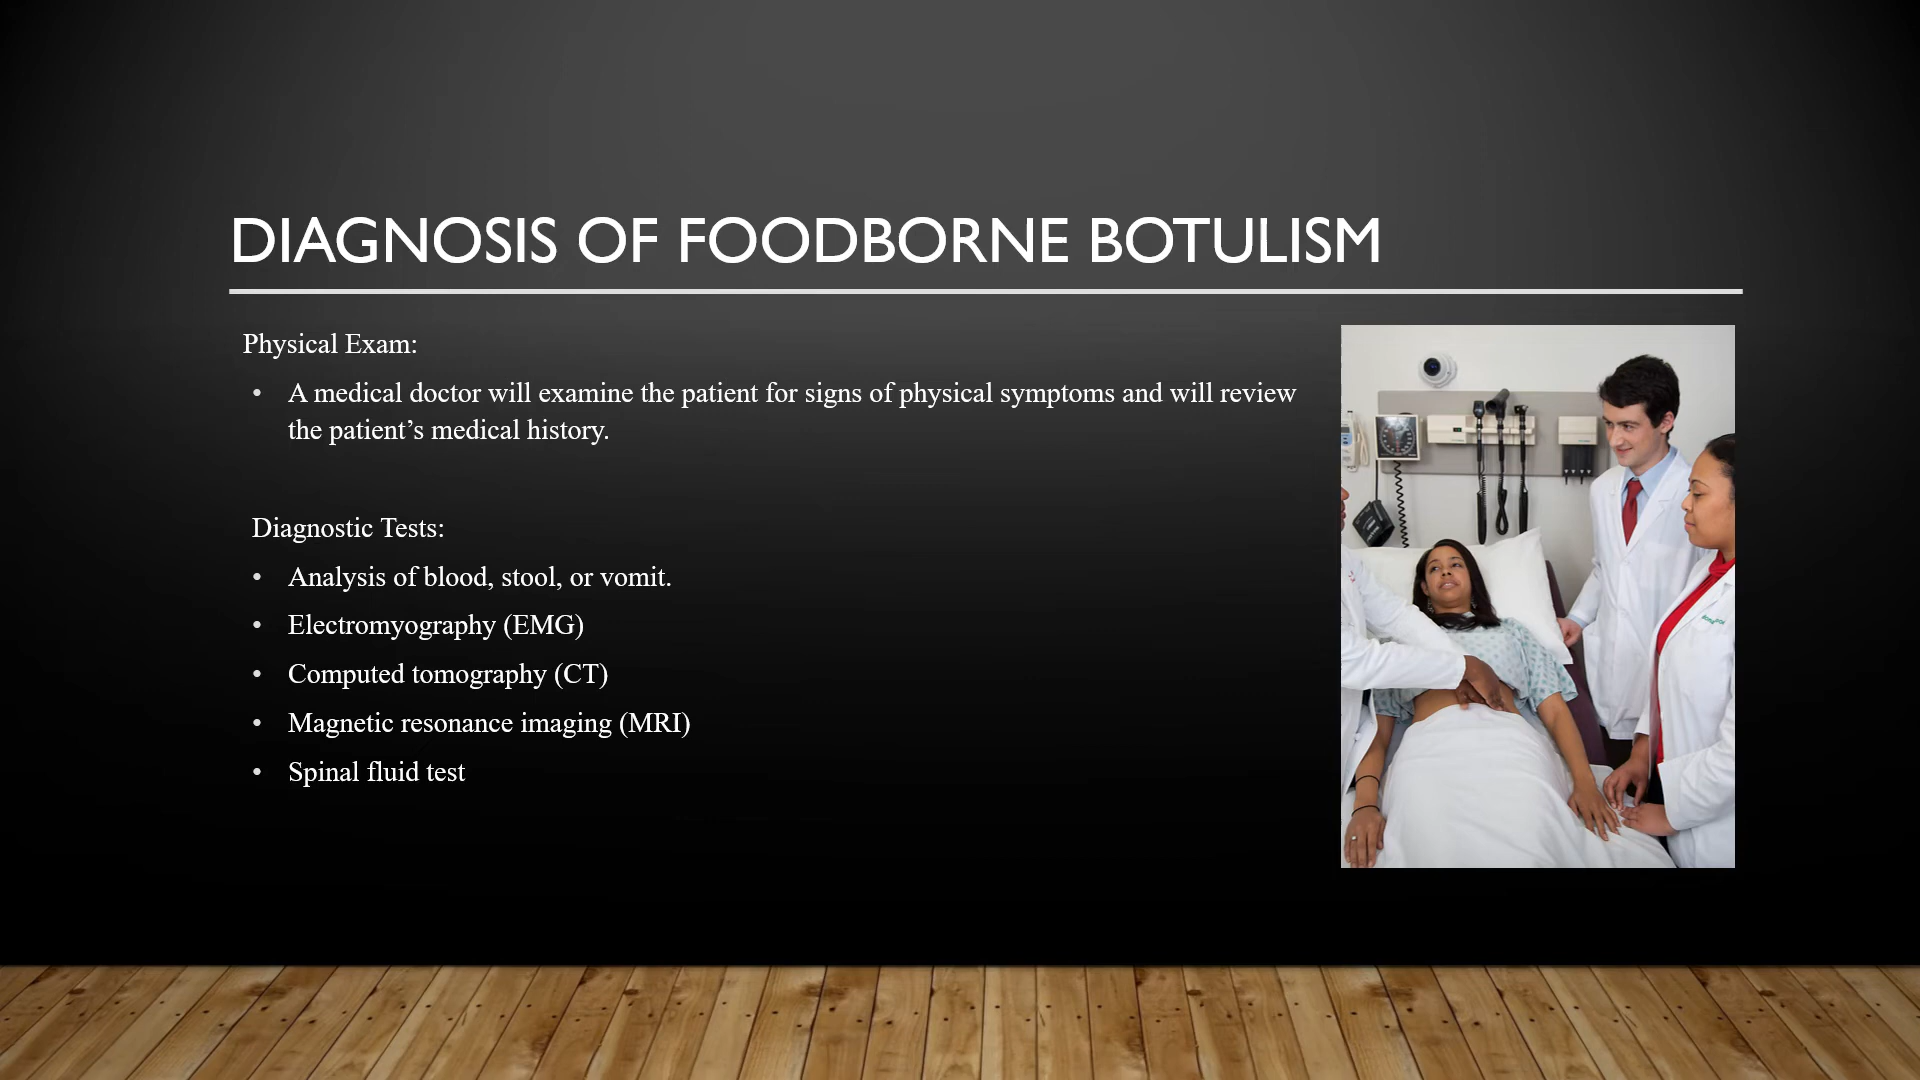 DIAGNOSIS OF FOODBORNE BOTULISM
Physical Exam:
• A medical doctor will examine the patient for signs of physical symptoms and will review
the patient’s medical history.
Diagnostic Tests:
• Analysis of blood, stool, or vomit.
• Electromyography (EMG)
• Computed tomography (CT)
• Magnetic resonance imaging (MRI)
• Spinal fluid test